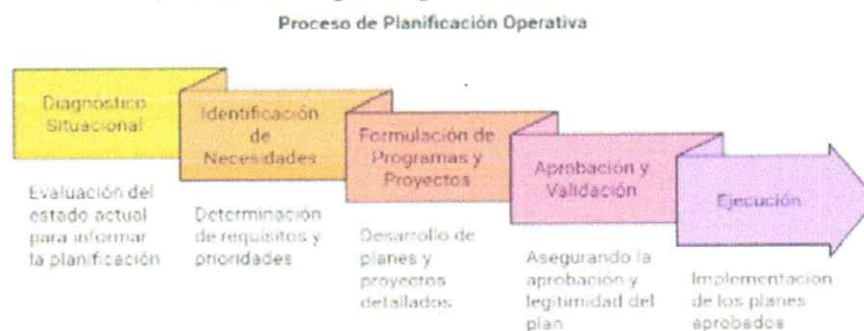 Proceso de Planificación Operativa
Diagnóstico
Situacional
Evaluación del
estado actual
para informar
la planificación
Identificación
de
Necesidades
Determinación
de requisitos y
prioridades
Formulación de
Programas y
Proyectos
Desarrollo de
planes y
proyectos
detallados
Aprobación y
Validación
Asegurando la
aprobación y
legitimidad del
plan
Ejecución
Implementación
de los planes
aprobados